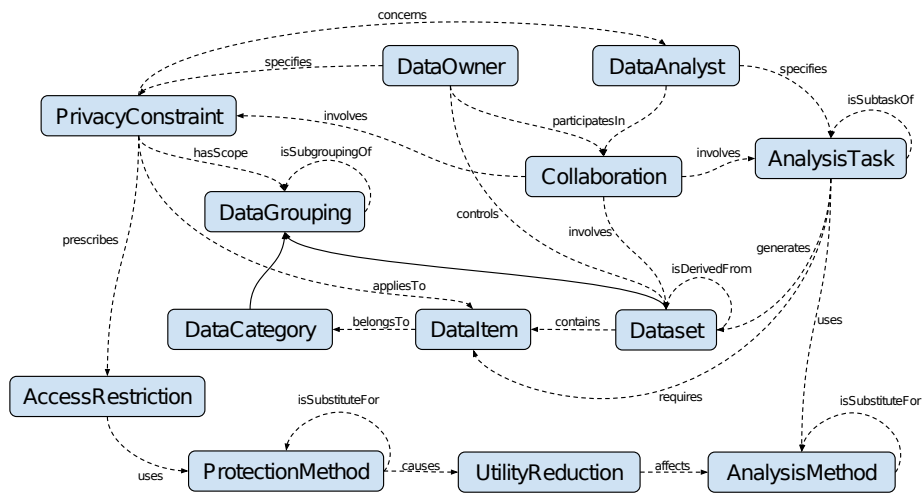 concerns
specifies
DataOwner
DataAnalyst
specifies
PrivacyConstraint
involves
participatesIn
isSubtaskOf
hasScope
isSubgroupingOf
Collaboration
involves
AnalysisTask
DataGrouping
controls
prescribes
involves
generates
isDerivedFrom
appliesTo
DataCategory
belongsTo
DataItem
contains
Dataset
uses
AccessRestriction
isSubstituteFor
requires
isSubstituteFor
uses
ProtectionMethod
causes
UtilityReduction
affects
AnalysisMethod